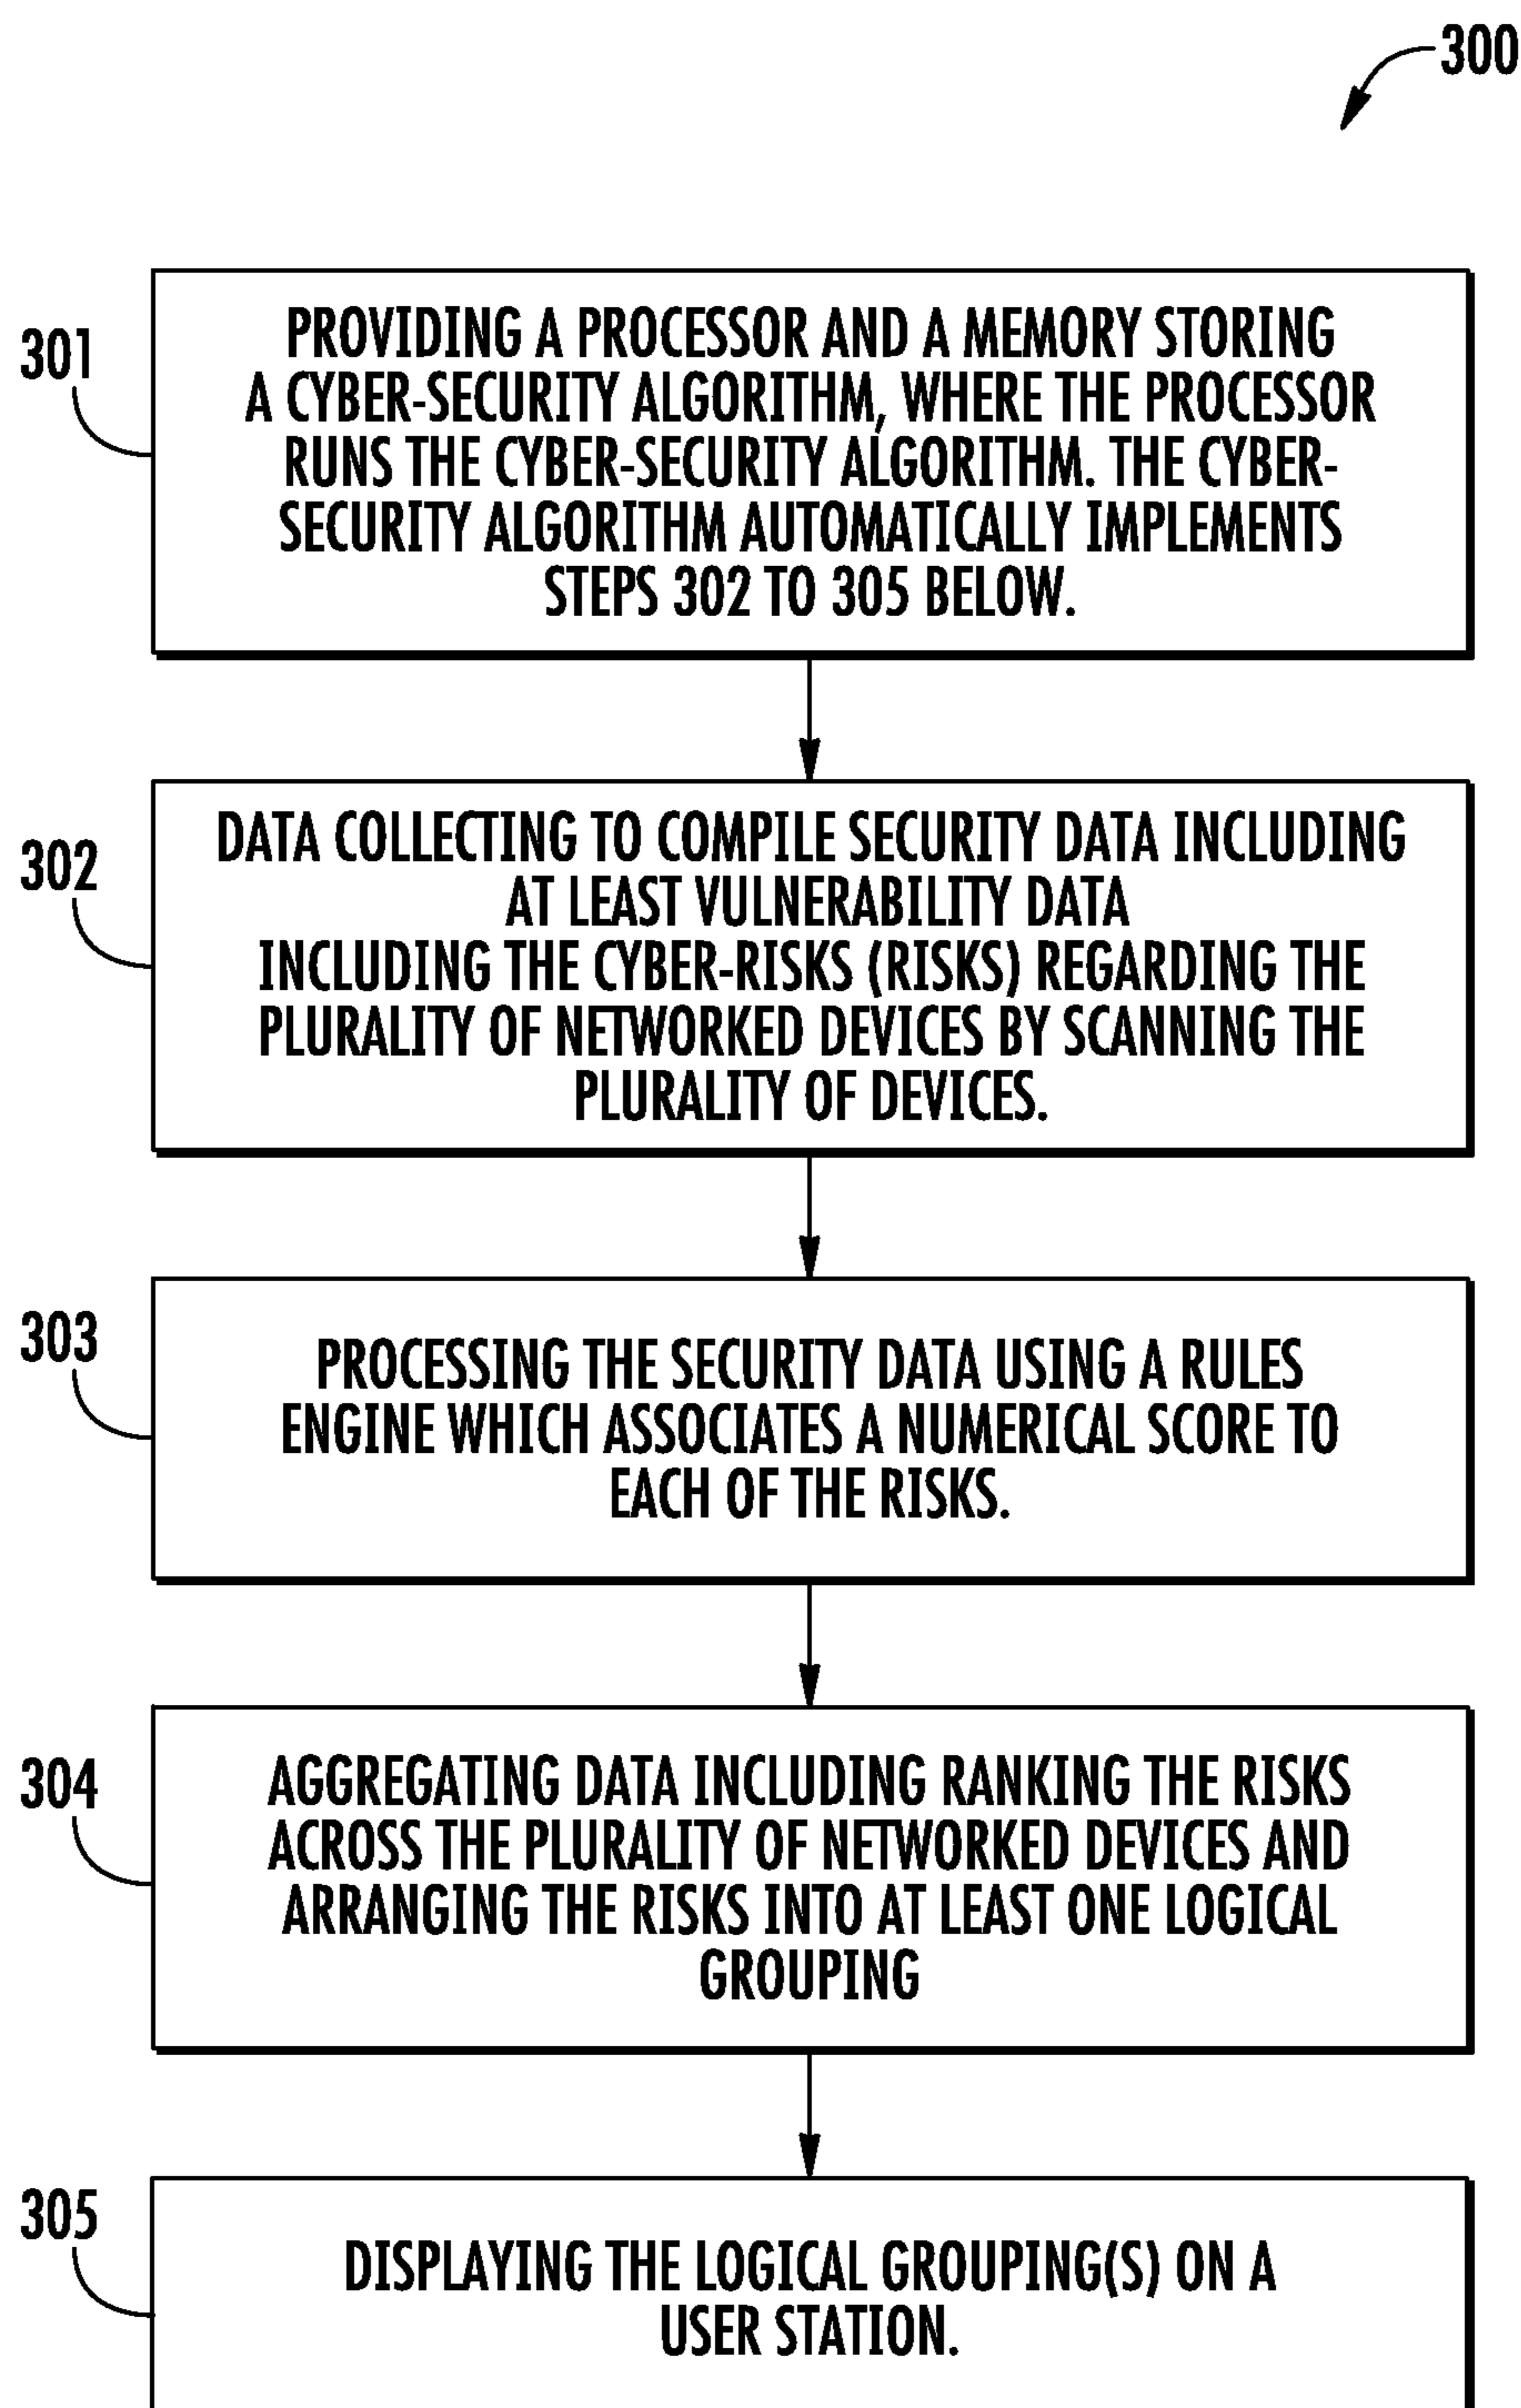 300
301
PROVIDING A PROCESSOR AND A MEMORY STORING
A CYBER-SECURITY ALGORITHM, WHERE THE PROCESSOR
RUNS THE CYBER-SECURITY ALGORITHM. THE CYBER-
SECURITY ALGORITHM AUTOMATICALLY IMPLEMENTS
STEPS 302 TO 305 BELOW.
302
DATA COLLECTING TO COMPILE SECURITY DATA INCLUDING
AT LEAST VULNERABILITY DATA
INCLUDING THE CYBER-RISKS (RISKS) REGARDING THE
PLURALITY OF NETWORKED DEVICES BY SCANNING THE
PLURALITY OF DEVICES.
303
PROCESSING THE SECURITY DATA USING A RULES
ENGINE WHICH ASSOCIATES A NUMERICAL SCORE TO
EACH OF THE RISKS.
304
AGGREGATING DATA INCLUDING RANKING THE RISKS
ACROSS THE PLURALITY OF NETWORKED DEVICES AND
ARRANGING THE RISKS INTO AT LEAST ONE LOGICAL
GROUPING
305
DISPLAYING THE LOGICAL GROUPING(S) ON A
USER STATION.